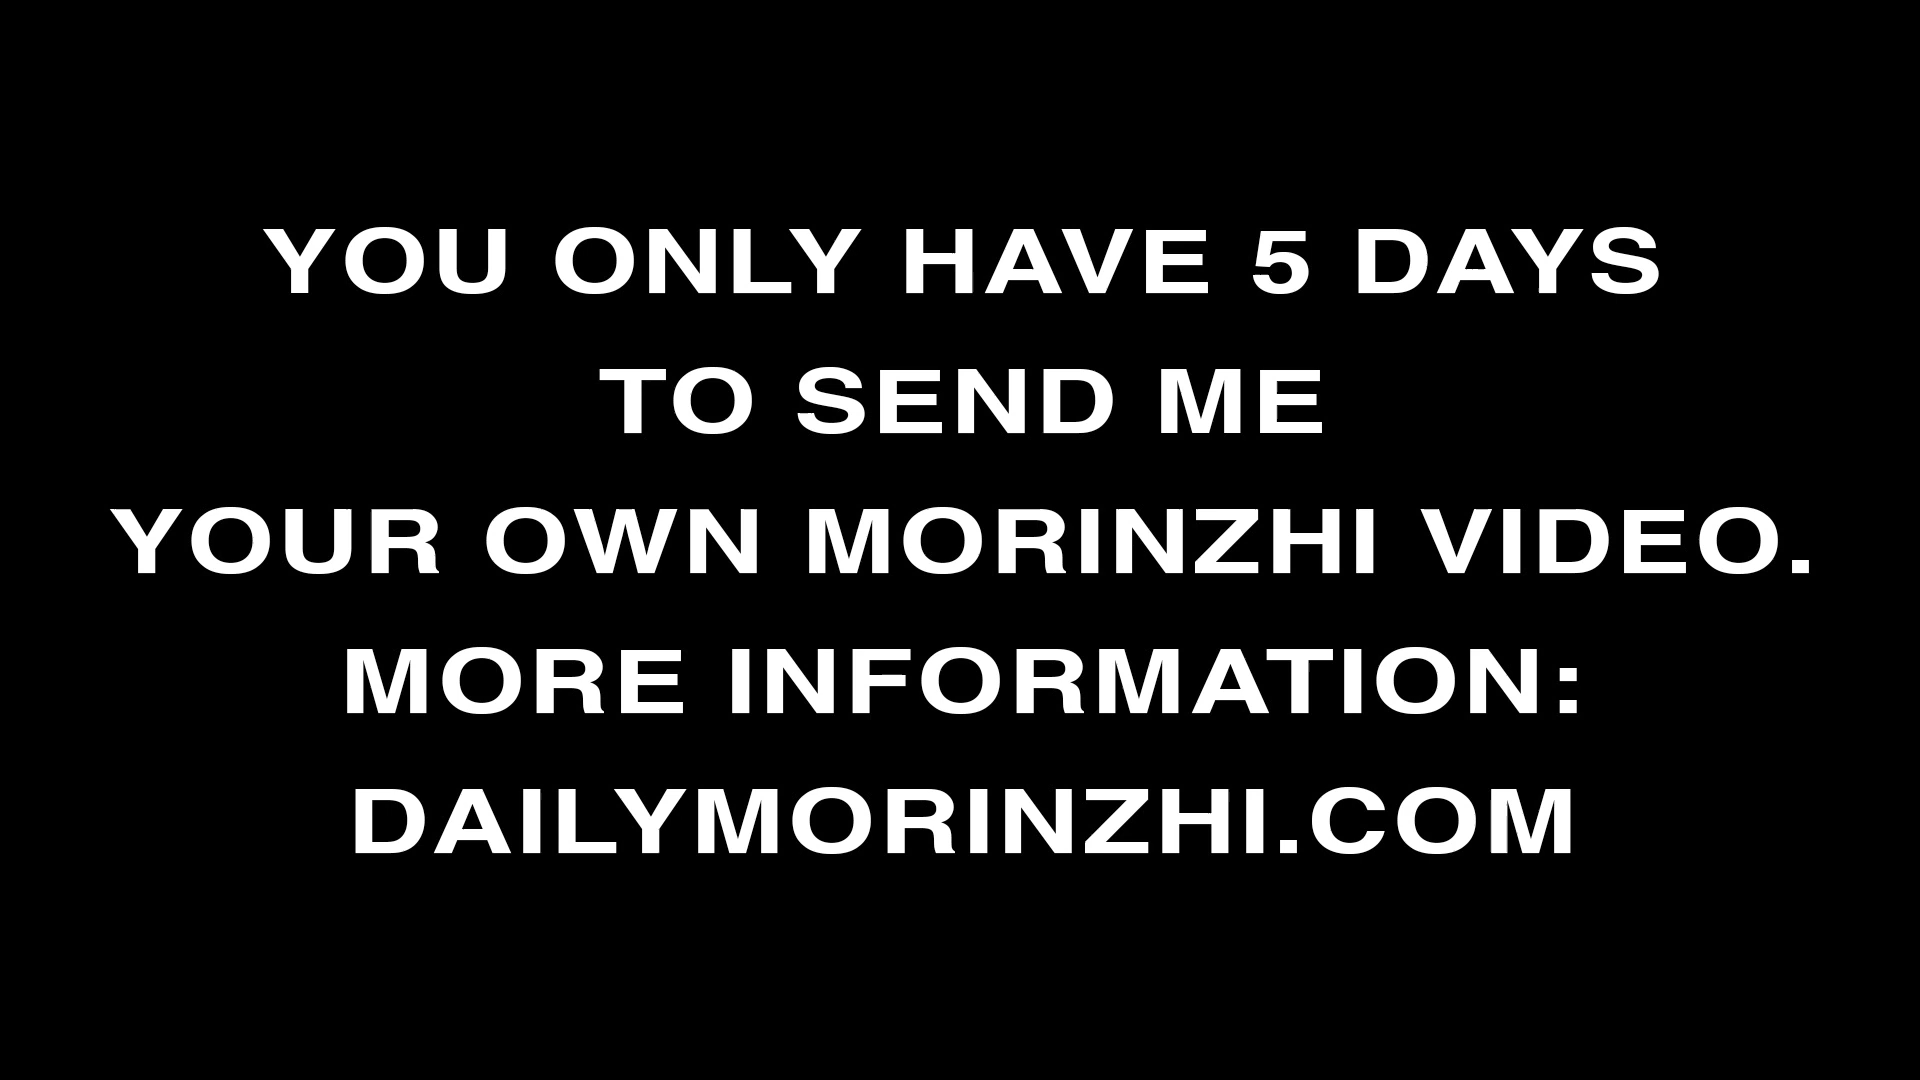 YOU ONLY HAVE 5 DAYS
TO SEND ME
YOUR OWN MORINZHI VIDEO.
MORE INFORMATION:
DAILYMORINZHI.COM